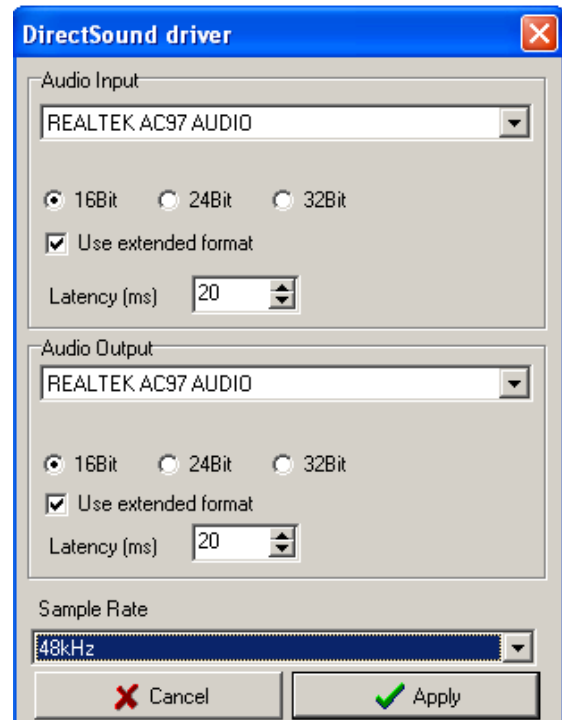 DirectSound driver
Audio Input
REALTEK AC97 AUDIO
16Bit 24Bit 32Bit
Use extended format
Latency (ms) 20
Audio Output
REALTEK AC97 AUDIO
16Bit 24Bit 32Bit
Use extended format
Latency (ms) 20
Sample Rate
48kHz
Cancel Apply